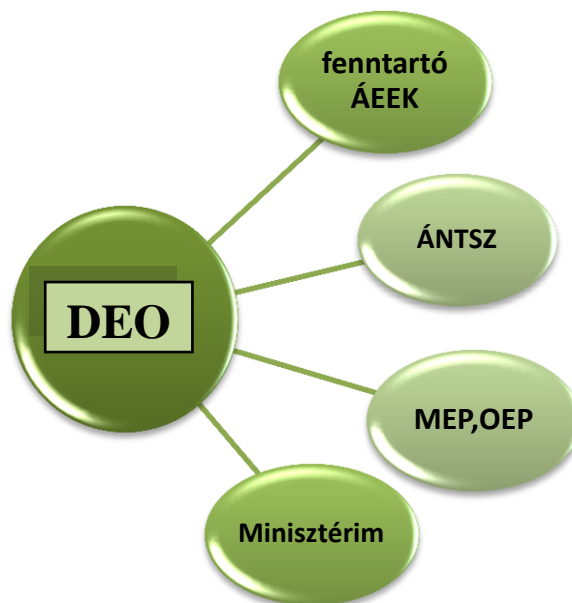 fenntartó
ÁEEK
ÁNTSZ
DEO
MEP,OEP
Minisztérim